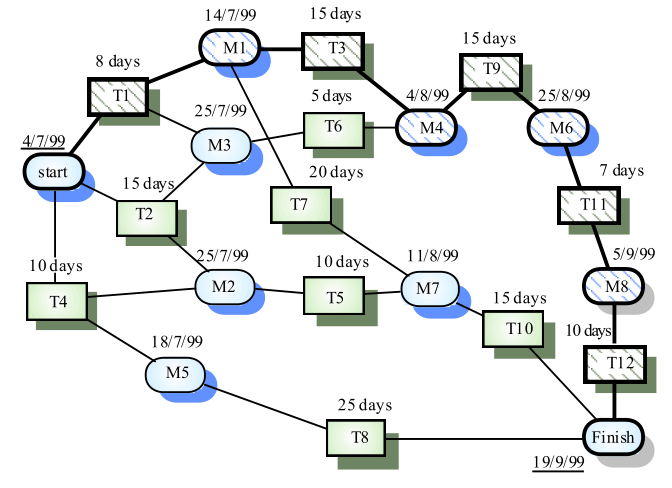 14/7/99
15 days
M1
T3
15 days
8 days
T9
T1
25/7/99
5 days
4/8/99
25/8/99
M3
T6
M4
M6
4/7/99
start
15 days
T2
20 days
T7
7 days
T11
10 days
T4
25/7/99
M2
10 days
T5
11/8/99
M7
5/9/99
M8
15 days
T10
18/7/99
M5
10 days
T12
25 days
T8
Finish
19/9/99